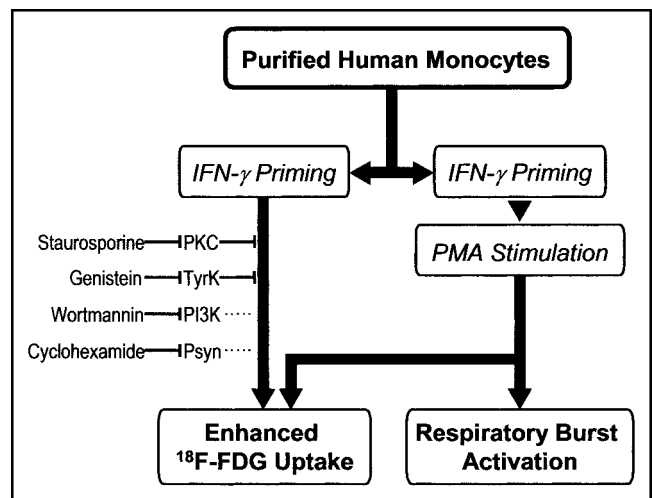 Purified Human Monocytes
IFN-γ Priming
IFN-γ Priming
PMA Stimulation
Staurosporine PKC
Genistein TyrK
Wortmannin PI3K
Cyclohexamide Psyn
Enhanced
¹⁸F-FDG Uptake
Respiratory Burst
Activation